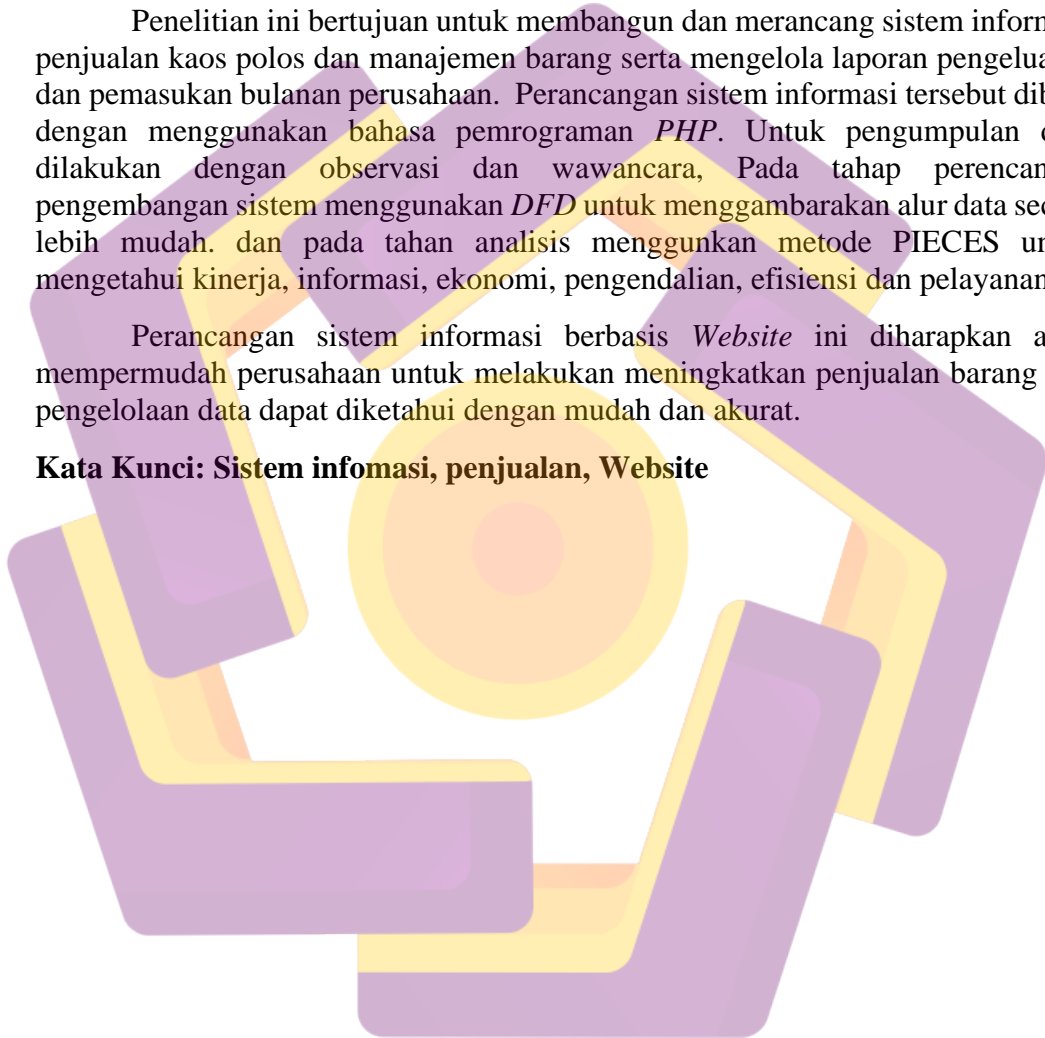 Penelitian ini bertujuan untuk membangun dan merancang sistem inform
penjualan kaos polos dan manajemen barang serta mengelola laporan pengelua
dan pemasukan bulanan perusahaan. Perancangan sistem informasi tersebut dib
dengan menggunakan bahasa pemrograman PHP. Untuk pengumpulan d
dilakukan dengan observasi dan wawancara, Pada tahap perencan
pengembangan sistem menggunakan DFD untuk menggambarakan alur data sec
lebih mudah. dan pada tahan analisis menggunkan metode PIECES un
mengetahui kinerja, informasi, ekonomi, pengendalian, efisiensi dan pelayanan
Perancangan sistem informasi berbasis Website ini diharapkan a
mempermudah perusahaan untuk melakukan meningkatkan penjualan barang
pengelolaan data dapat diketahui dengan mudah dan akurat.
Kata Kunci: Sistem infomasi, penjualan, Website